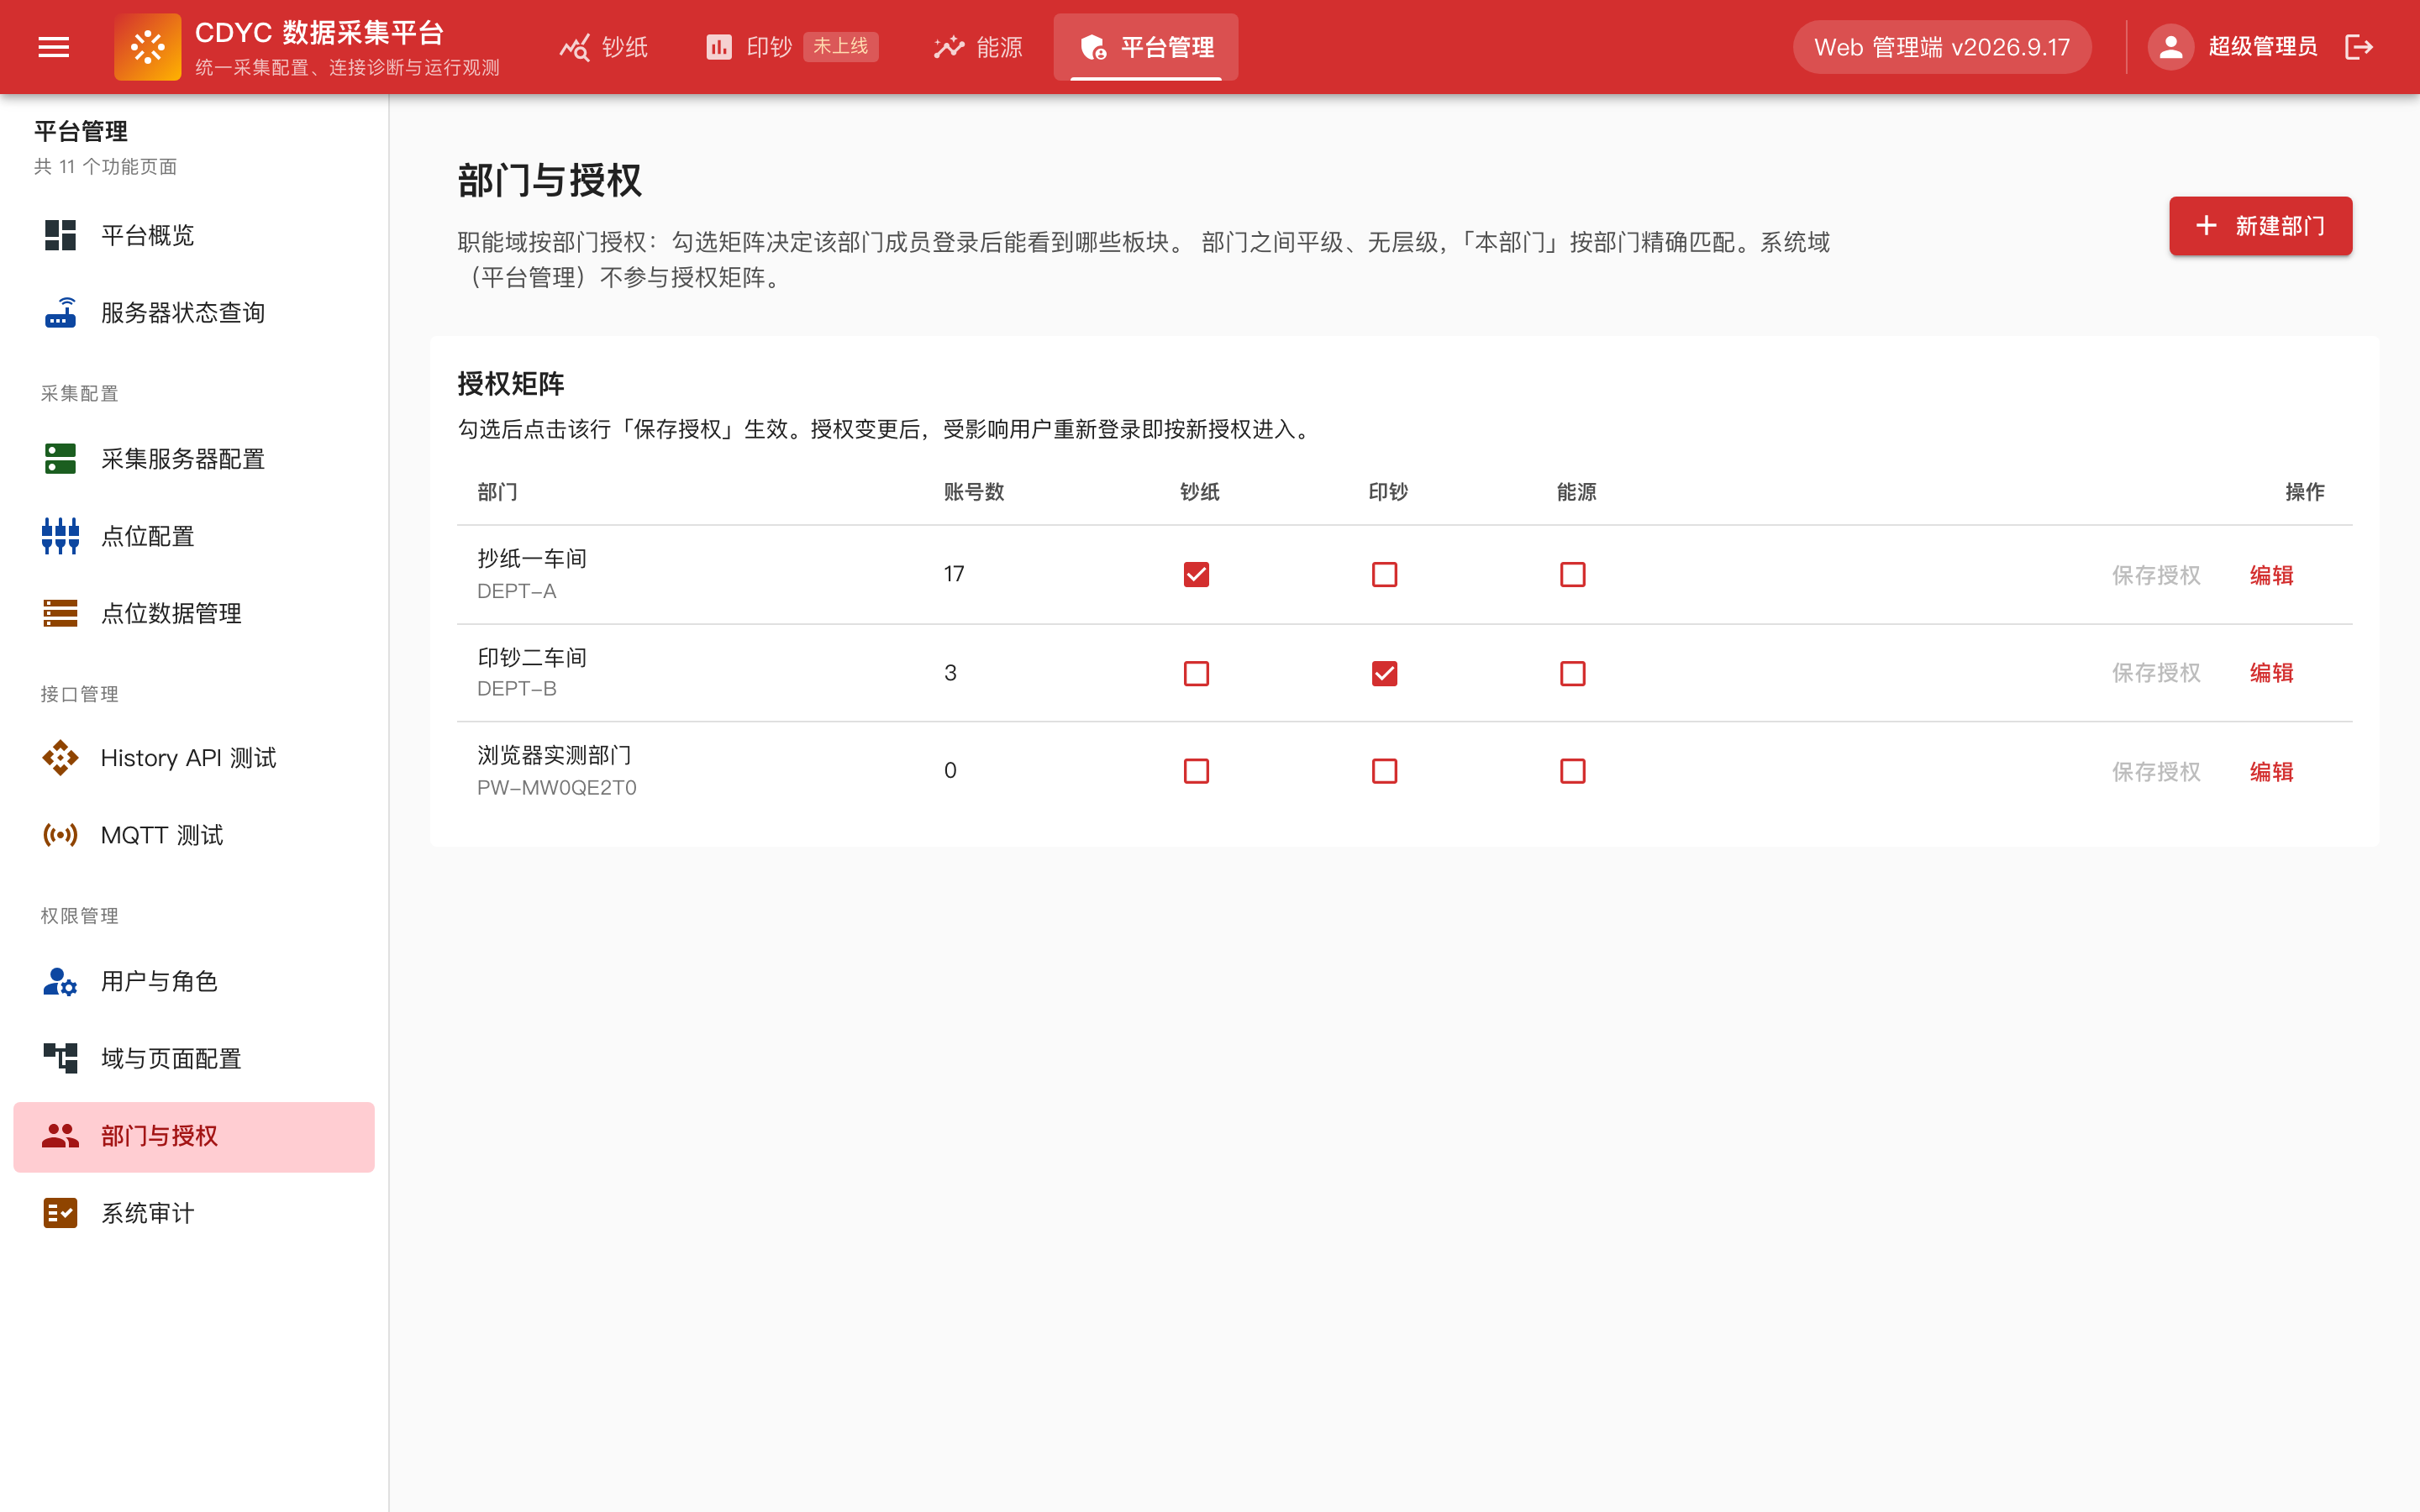 CDYC 数据采集平台
统一采集配置、连接诊断与运行观测
钞纸
印钞 未上线
能源
平台管理
Web 管理端 v2026.9.17
超级管理员
平台管理
共 11 个功能页面
平台概览
服务器状态查询
采集配置
采集服务器配置
点位配置
点位数据管理
接口管理
History API 测试
MQTT 测试
权限管理
用户与角色
域与页面配置
部门与授权
系统审计
部门与授权
职能域按部门授权：勾选矩阵决定该部门成员登录后能看到哪些板块。 部门之间平级、无层级，「本部门」按部门精确匹配。系统域
（平台管理）不参与授权矩阵。
新建部门
授权矩阵
勾选后点击该行「保存授权」生效。授权变更后，受影响用户重新登录即按新授权进入。
部门 账号数 钞纸 印钞 能源 操作
抄纸一车间
DEPT-A
17 保存授权 编辑
印钞二车间
DEPT-B
3 保存授权 编辑
浏览器实测部门
PW-MW0QE2T0
0 保存授权 编辑